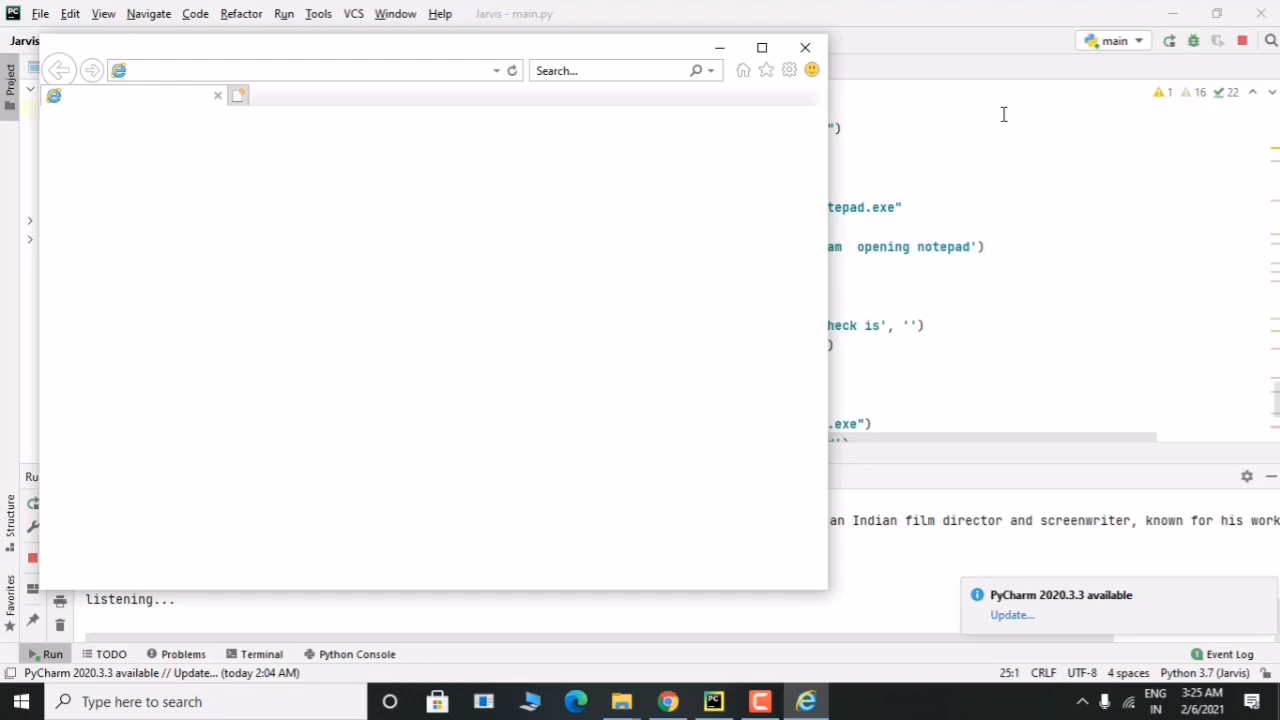 PC File Edit View Navigate Code Refactor Run Tools VCS Window Help Jarvis - main.py
Jarvis
main
Search...
1 16 22
Project
")
tepad.exe"
am  opening notepad')
heck is', '')
)
.exe")
Ru
an Indian film director and screenwriter, known for his work
Structure
Favorites
listening...
PyCharm 2020.3.3 available
Update...
Run TODO Problems Terminal Python Console Event Log
PyCharm 2020.3.3 available // Update... (today 2:04 AM) 25:1 CRLF UTF-8 4 spaces Python 3.7 (Jarvis)
Type here to search
ENG
IN
3:25 AM
2/6/2021